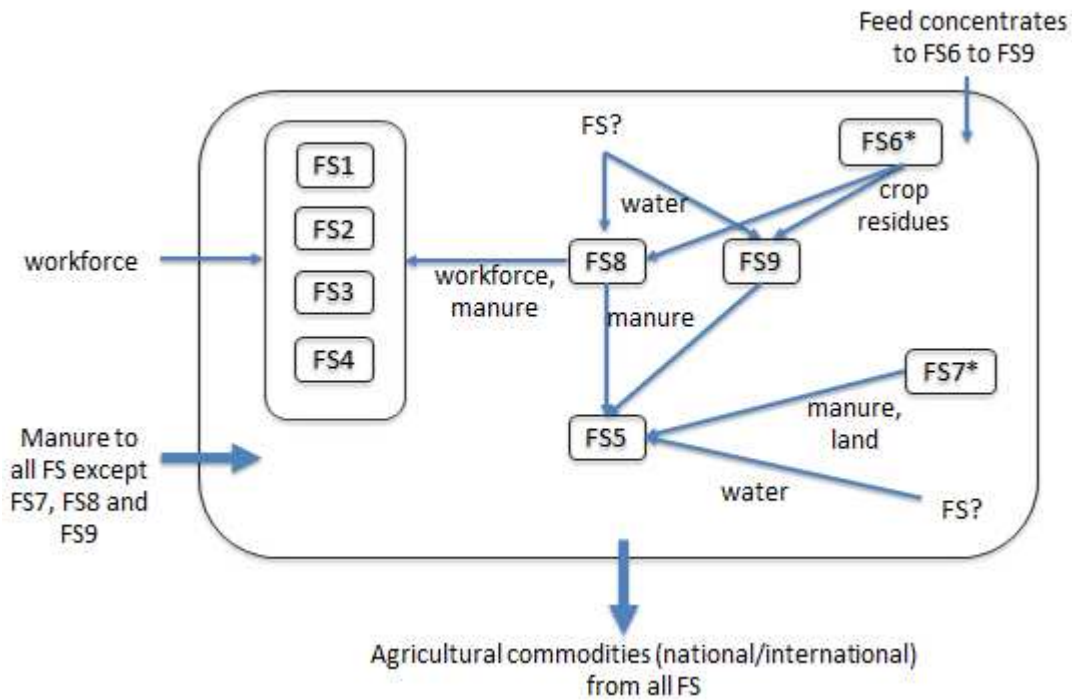 Feed concentrates
to FS6 to FS9
FS?
FS6*
FS1
crop
residues
water
FS2
workforce
FS8
FS9
workforce,
manure
FS3
manure
FS4
FS7*
manure,
land
Manure to
all FS except
FS7, FS8 and
FS9
FS5
water
FS?
Agricultural commodities (national/international)
from all FS